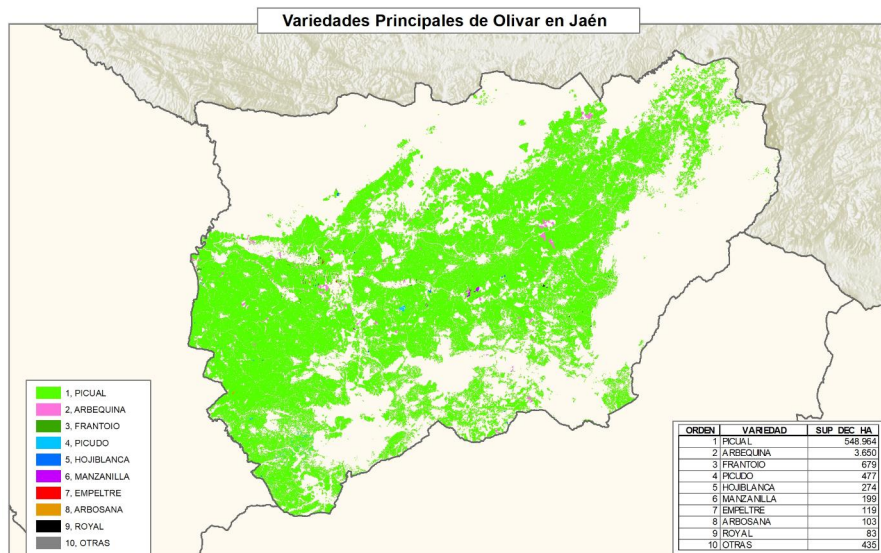 Variedades Principales de Olivar en Jaén
1, PICUAL
2, ARBEQUINA
3, FRANTOIO
4, PICUDO
5, HOJIBLANCA
6, MANZANILLA
7, EMPELTRE
8, ARBOSANA
9, ROYAL
10, OTRAS
ORDEN VARIEDAD SUP_DEC_HA
1 PICUAL 548.964
2 ARBEQUINA 3.650
3 FRANTOIO 679
4 PICUDO 477
5 HOJIBLANCA 274
6 MANZANILLA 199
7 EMPELTRE 119
8 ARBOSANA 103
9 ROYAL 83
10 OTRAS 435